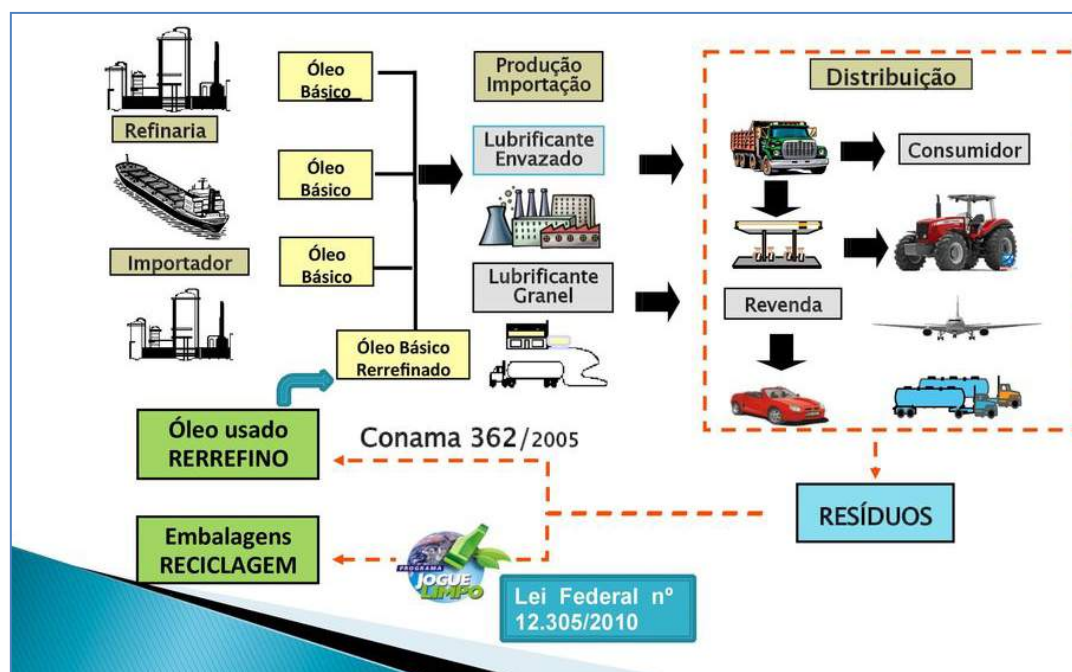 Refinaria
Importador
Óleo
Básico
Óleo
Básico
Óleo
Básico
Óleo Básico
Rerrefinado
Produção
Importação
Lubrificante
Envazado
Lubrificante
Granel
Distribuição
Consumidor
Revenda
Óleo usado
RERREFINO
Conama 362/2005
Embalagens
RECICLAGEM
PROGRAMA
JOGUE
LIMPO
RESÍDUOS
Lei Federal nº
12.305/2010